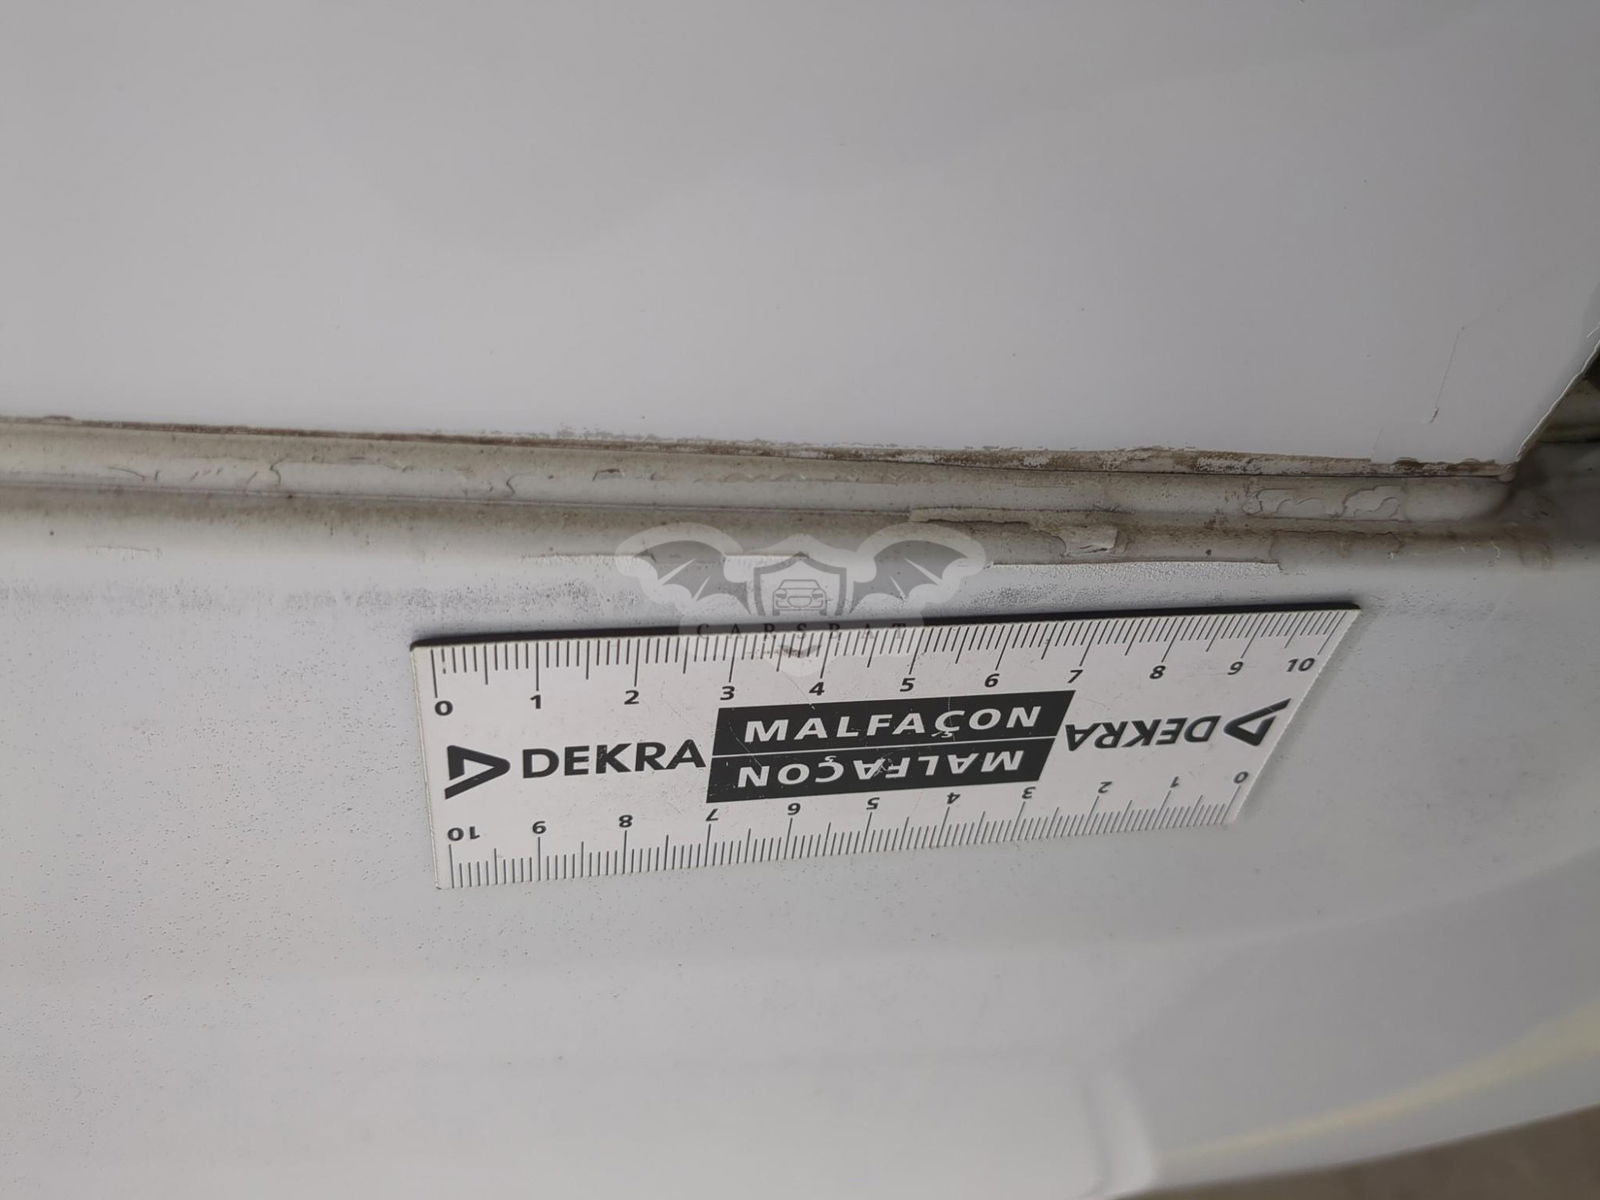 CARSBAT
0 1 2 3 4 5 6 7 8 9 10
DEKRA MALFAÇON DEKRA
MALFAÇON
10 9 8 7 6 5 4 3 2 1 0